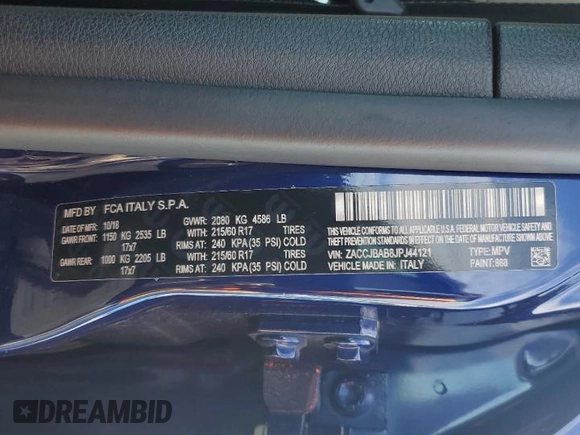 MFD BY FCA ITALY S.P.A.
DATE OF MFR: 10/18 GVWR: 2080 KG 4586 LB
GAWR FRONT: 1150 KG 2535 LB TIRES 215/60 R17
17x7 RIMS AT: 240 KPA(35 PSI) COLD
GAWR REAR: 1000 KG 2205 LB TIRES 215/60 R17
17x7 RIMS AT: 240 KPA(35 PSI) COLD
THIS VEHICLE CONFORMS TO ALL APPLICABLE U.S.A. FEDERAL
MOTOR VEHICLE SAFETY, BUMPER AND THEFT PREVENTION
STANDARDS IN EFFECT ON THE DATE OF MANUFACTURE SHOWN ABOVE
VIN: ZACCJBAB6JPJ44121 TYPE: MPV
VEHICLE MADE IN: ITALY PAINT:
DREAMBID